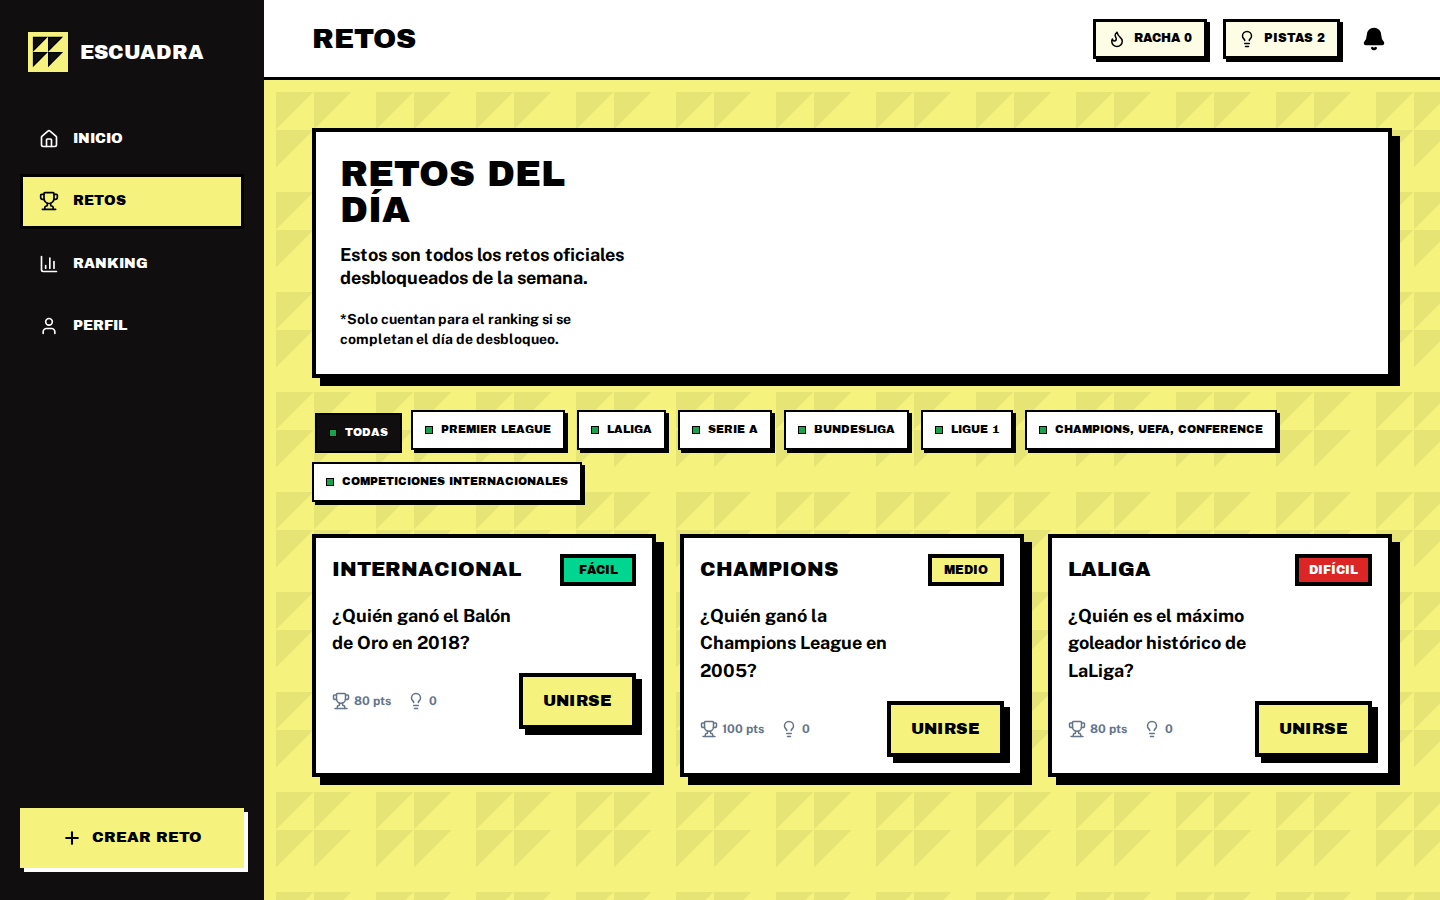 ESCUADRA
INICIO
RETOS
RANKING
PERFIL
CREAR RETO
RETOS
RACHA 0
PISTAS 2
RETOS DEL
DÍA
Estos son todos los retos oficiales
desbloqueados de la semana.
*Solo cuentan para el ranking si se
completan el día de desbloqueo.
TODAS
PREMIER LEAGUE
LALIGA
SERIE A
BUNDESLIGA
LIGUE 1
CHAMPIONS, UEFA, CONFERENCE
COMPETICIONES INTERNACIONALES
INTERNACIONAL
FÁCIL
¿Quién ganó el Balón
de Oro en 2018?
80 pts
0
UNIRSE
CHAMPIONS
MEDIO
¿Quién ganó la
Champions League en
2005?
100 pts
0
UNIRSE
LALIGA
DIFÍCIL
¿Quién es el máximo
goleador histórico de
LaLiga?
80 pts
0
UNIRSE